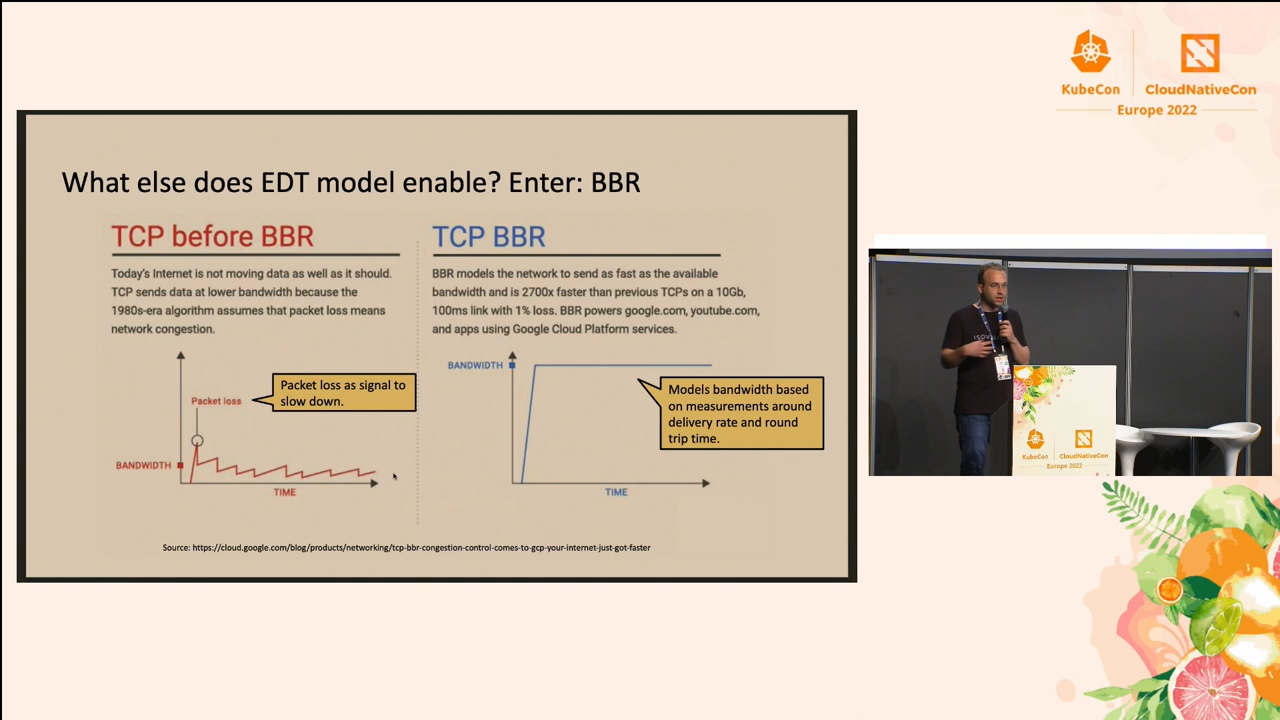 KubeCon
CloudNativeCon
Europe 2022
What else does EDT model enable? Enter: BBR
TCP before BBR
Today's Internet is not moving data as well as it should.
TCP sends data at lower bandwidth because the
1980s-era algorithm assumes that packet loss means
network congestion.
Packet loss
Packet loss as signal to
slow down.
BANDWIDTH
TIME
TCP BBR
BBR models the network to send as fast as the available
bandwidth and is 2700x faster than previous TCPs on a 10Gb,
100ms link with 1% loss. BBR powers google.com, youtube.com,
and apps using Google Cloud Platform services.
BANDWIDTH
Models bandwidth based
on measurements around
delivery rate and round
trip time.
TIME
Source: https://cloud.google.com/blog/products/networking/tcp-bbr-congestion-control-comes-to-gcp-your-internet-just-got-faster
KubeCon
CloudNativeCon
Europe 2022